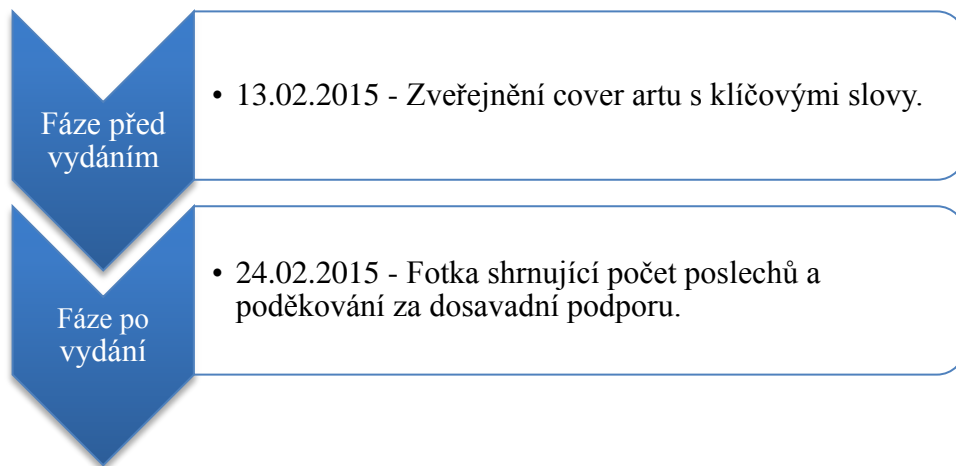 Fáze před
vydáním
• 13.02.2015 - Zveřejnění cover artu s klíčovými slovy.
Fáze po
vydání
• 24.02.2015 - Fotka shrnující počet poslechů a
poděkování za dosavadní podporu.